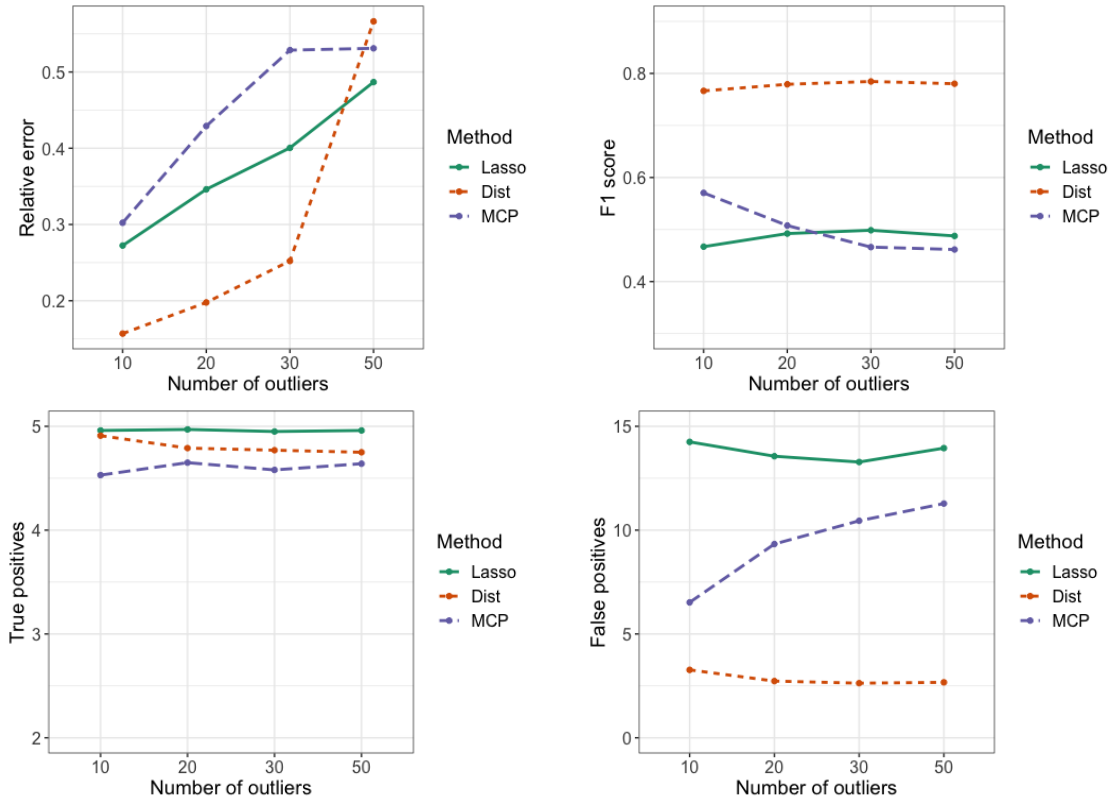 Relative error
0.5
0.4
0.3
0.2
10 20 30 50
Number of outliers
Method
Lasso
Dist
MCP
F1 score
0.8
0.6
0.4
10 20 30 50
Number of outliers
Method
Lasso
Dist
MCP
True positives
5
4
3
2
10 20 30 50
Number of outliers
Method
Lasso
Dist
MCP
False positives
15
10
5
0
10 20 30 50
Number of outliers
Method
Lasso
Dist
MCP